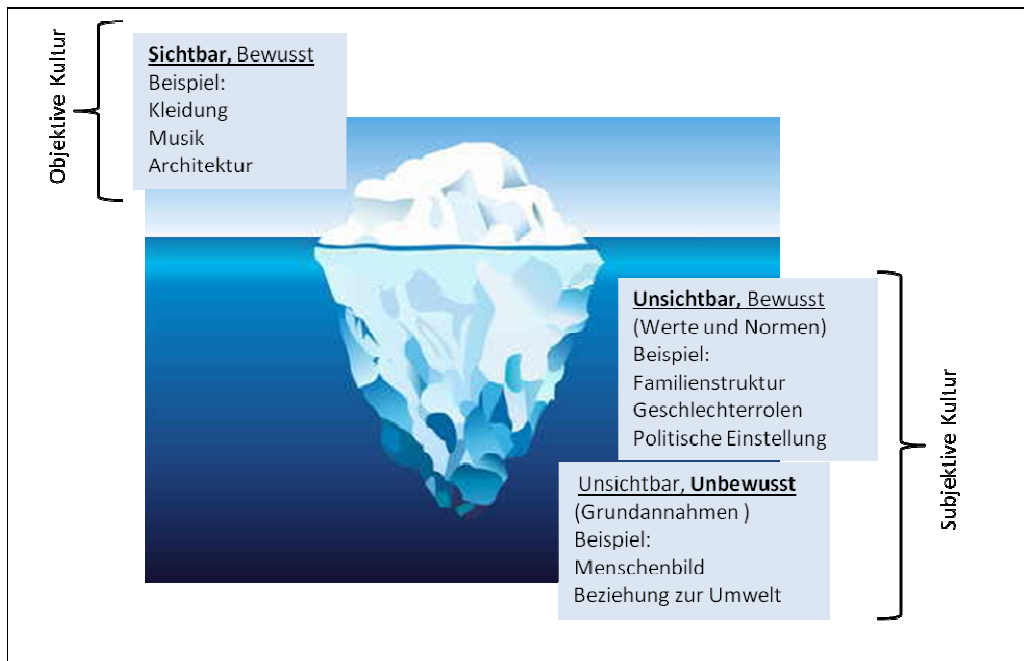 Objektive Kultur
Sichtbar, Bewusst
Beispiel:
Kleidung
Musik
Architektur
Unsichtbar, Bewusst
(Werte und Normen)
Beispiel:
Familienstruktur
Geschlechterrolen
Politische Einstellung
Unsichtbar, Unbewusst
(Grundannahmen )
Beispiel:
Menschenbild
Beziehung zur Umwelt
Subjektive Kultur